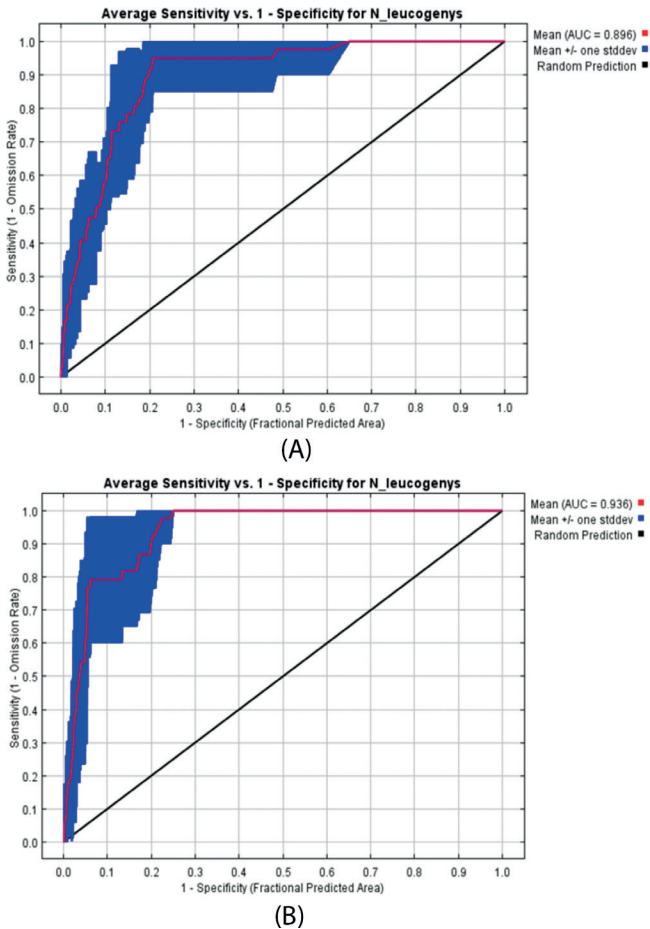 Average Sensitivity vs. 1 - Specificity for N_leucogenys
Mean (AUC = 0.896)
Mean +/- one stddev
Random Prediction
Sensitivity (1 - Omission Rate)
1.0
0.9
0.8
0.7
0.6
0.5
0.4
0.3
0.2
0.1
0.0
0.0 0.1 0.2 0.3 0.4 0.5 0.6 0.7 0.8 0.9 1.0
1 - Specificity (Fractional Predicted Area)
(A)
Average Sensitivity vs. 1 - Specificity for N_leucogenys
Mean (AUC = 0.936)
Mean +/- one stddev
Random Prediction
Sensitivity (1 - Omission Rate)
1.0
0.9
0.8
0.7
0.6
0.5
0.4
0.3
0.2
0.1
0.0
0.0 0.1 0.2 0.3 0.4 0.5 0.6 0.7 0.8 0.9 1.0
1 - Specificity (Fractional Predicted Area)
(B)